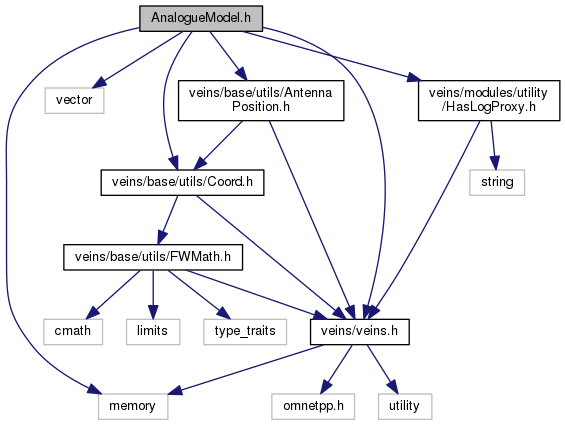 AnalogueModel.h
vector
veins/base/utils/Antenna
Position.h
veins/modules/utility
/HasLogProxy.h
veins/base/utils/Coord.h
string
veins/base/utils/FWMath.h
cmath
limits
type_traits
veins/veins.h
memory
omnetpp.h
utility